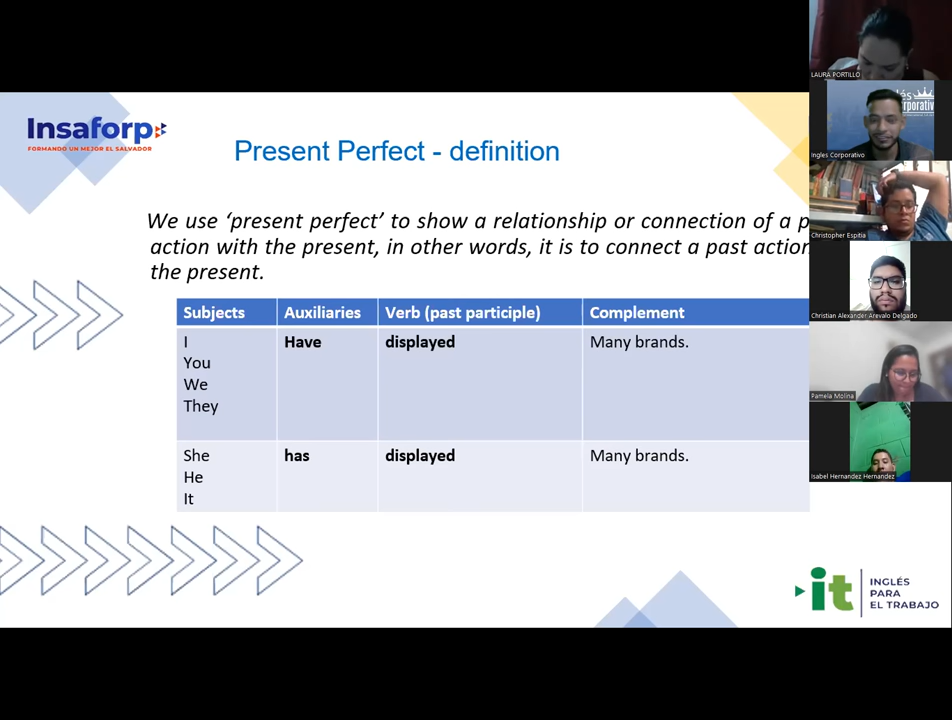 Insaforp
FORMANDO UN MEJOR EL SALVADOR
Present Perfect - definition
We use ‘present perfect’ to show a relationship or connection of a p
action with the present, in other words, it is to connect a past action
the present.
Subjects Auxiliaries Verb (past participle) Complement
I Have displayed Many brands.
You
We
They
She has displayed Many brands.
He
It
it
INGLÉS
PARA
EL TRABAJO
LAURA PORTILLO
Ingles Corporativo
Christopher Espitia
Christian Alexander Arevalo Delgado
Pamela Molina
Isabel Hernandez Hernandez